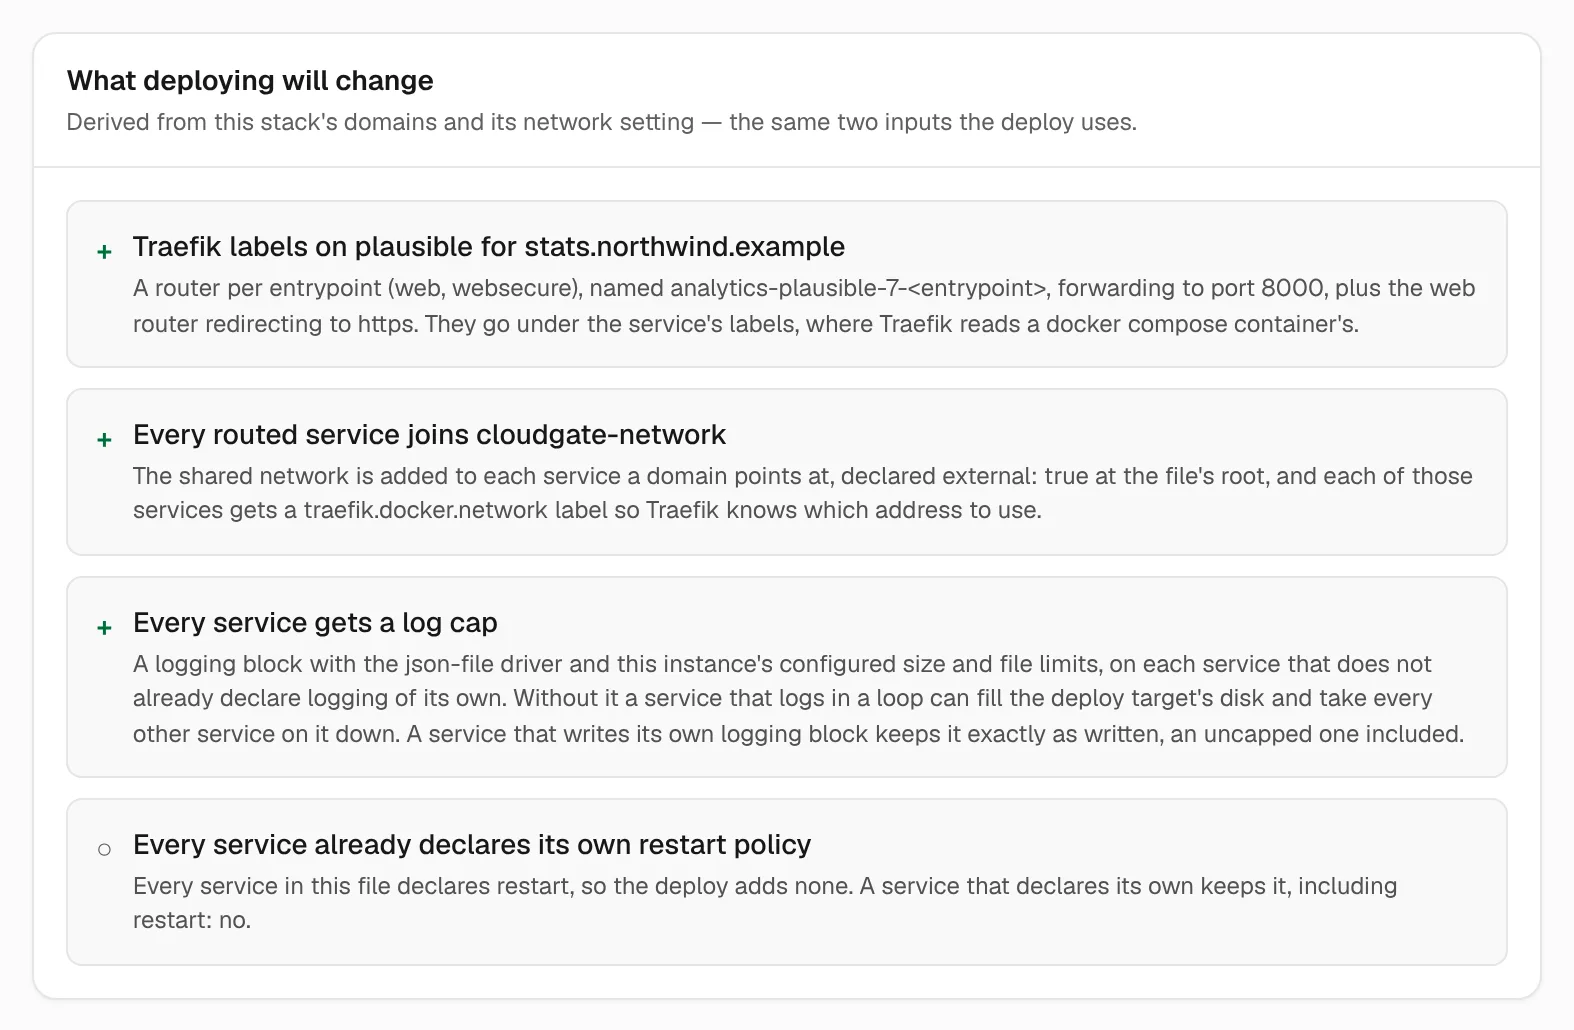 What deploying will change
Derived from this stack's domains and its network setting — the same two inputs the deploy uses.
+ Traefik labels on plausible for stats.northwind.example
A router per entrypoint (web, websecure), named analytics-plausible-7-<entrypoint>, forwarding to port 8000, plus the web
router redirecting to https. They go under the service's labels, where Traefik reads a docker compose container's.
+ Every routed service joins cloudgate-network
The shared network is added to each service a domain points at, declared external: true at the file's root, and each of those
services gets a traefik.docker.network label so Traefik knows which address to use.
+ Every service gets a log cap
A logging block with the json-file driver and this instance's configured size and file limits, on each service that does not
already declare logging of its own. Without it a service that logs in a loop can fill the deploy target's disk and take every
other service on it down. A service that writes its own logging block keeps it exactly as written, an uncapped one included.
○ Every service already declares its own restart policy
Every service in this file declares restart, so the deploy adds none. A service that declares its own keeps it, including
restart: no.